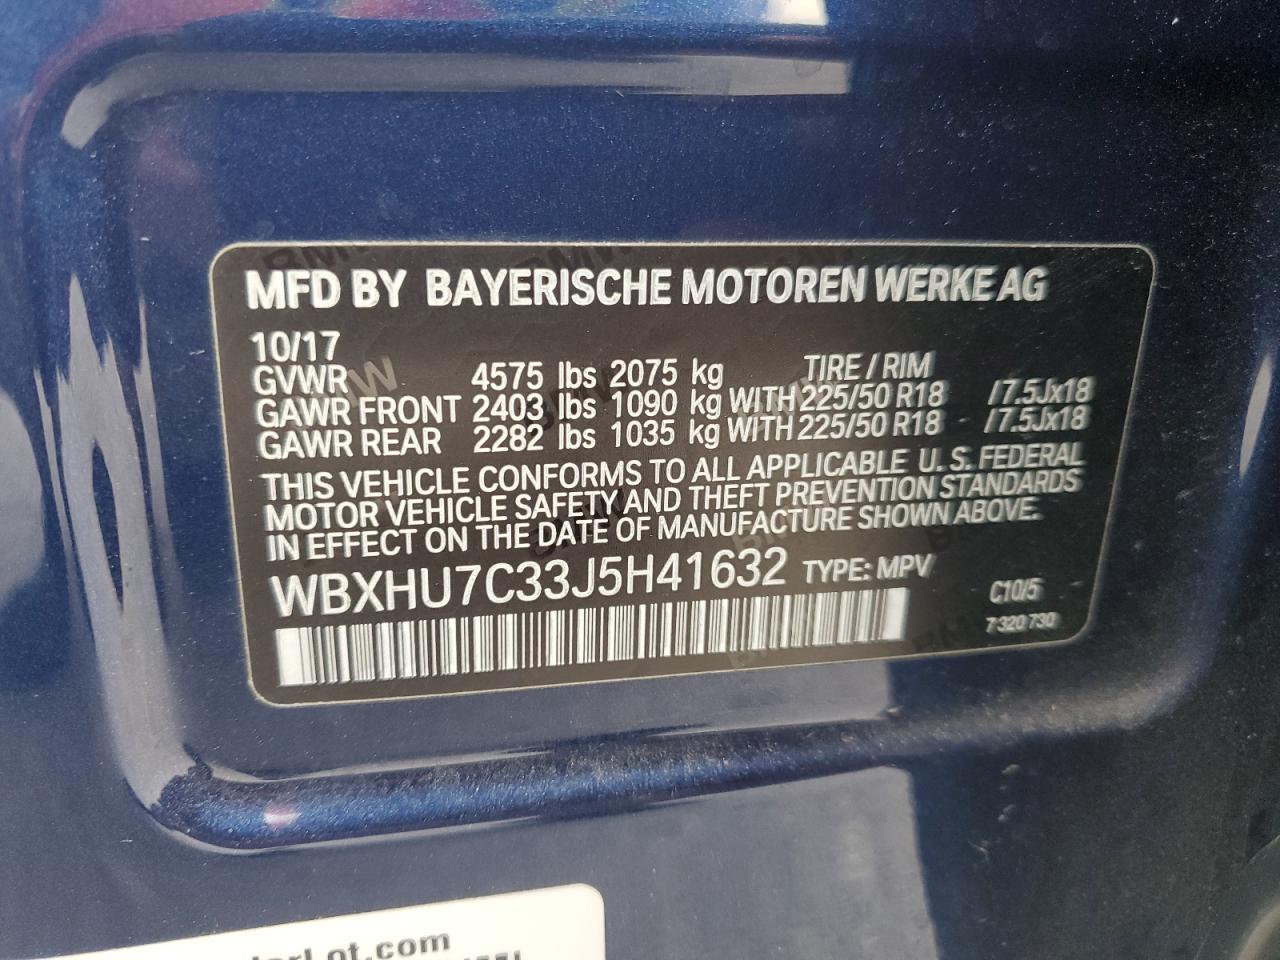 MFD BY BAYERISCHE MOTOREN WERKE AG
10/17
TIRE / RIM
GVWR 4575 lbs 2075 kg
GAWR FRONT 2403 lbs 1090 kg WITH 225/50 R18 /7.5Jx18
GAWR REAR 2282 lbs 1035 kg WITH 225/50 R18 - /7.5Jx18
THIS VEHICLE CONFORMS TO ALL APPLICABLE U.S. FEDERAL
MOTOR VEHICLE SAFETY AND THEFT PREVENTION STANDARDS
IN EFFECT ON THE DATE OF MANUFACTURE SHOWN ABOVE.
WBXHU7C33J5H41632 TYPE: MPV
C10/5
7 320 730